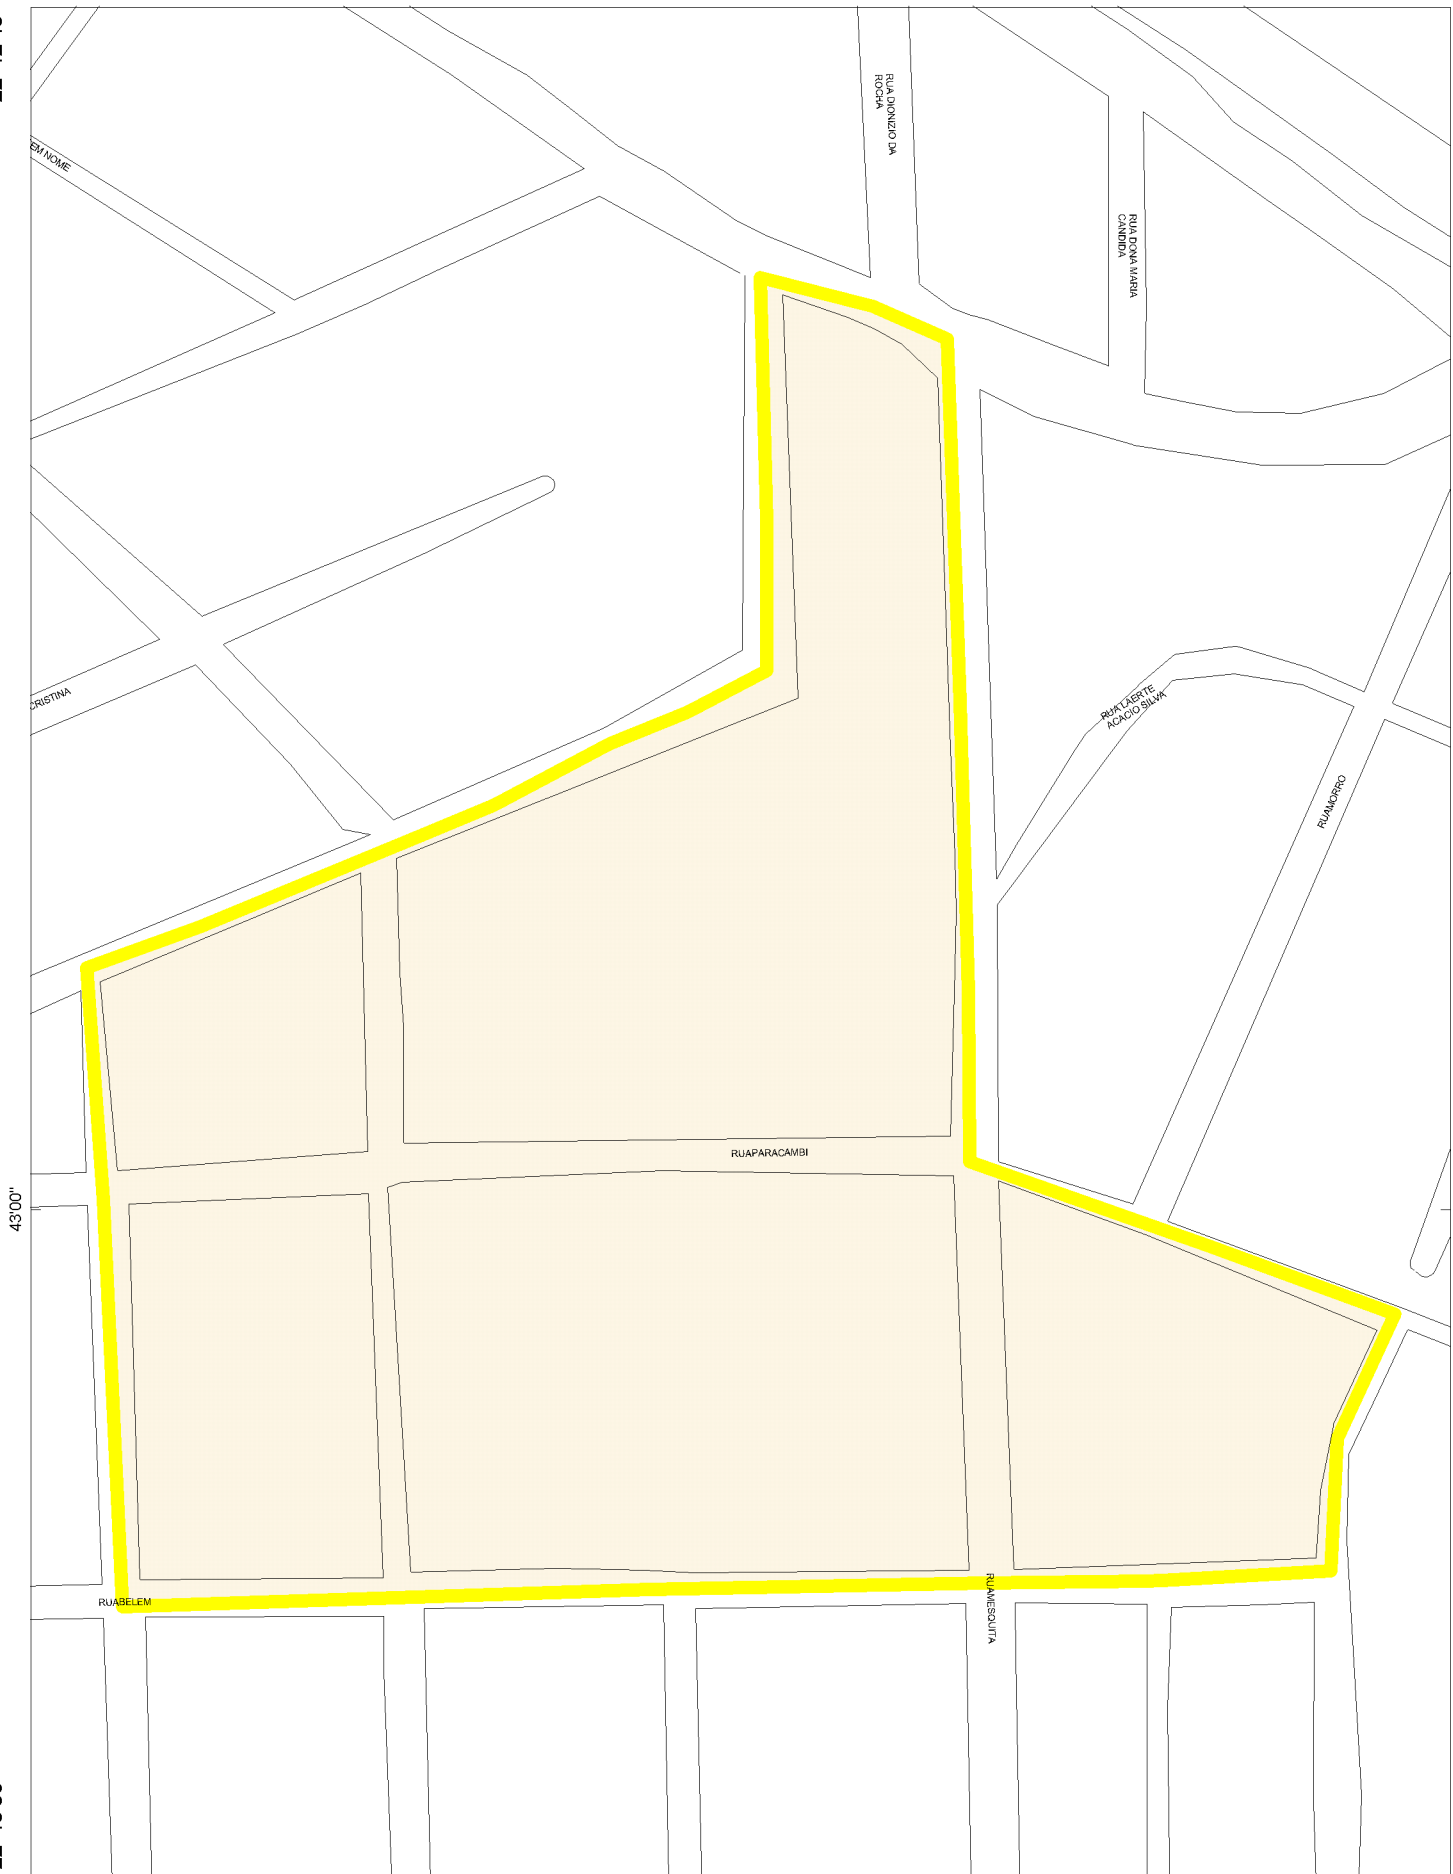 RUA DIONIZIO DA
ROCHA
EM NOME
RUA DONA MARIA
CANDIDA
CRISTINA
RUA LAERTE
ACACIO SILVA
RUAMORRO
RUAPARACAMBI
43'00"
RUABELEM
RUAMESQUITA